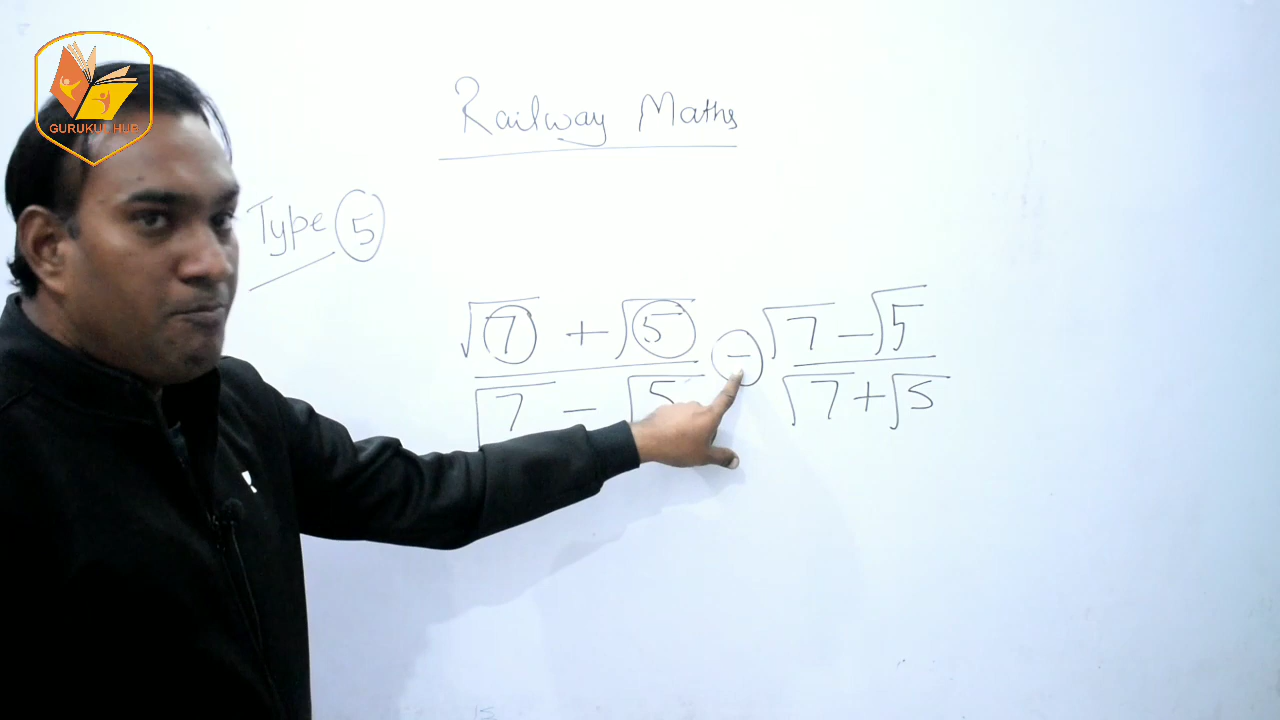 GURUKUL HUB
Railway Maths
Type 5
√7 + √5 - √7 - √5
√7 - √5 √7 + √5